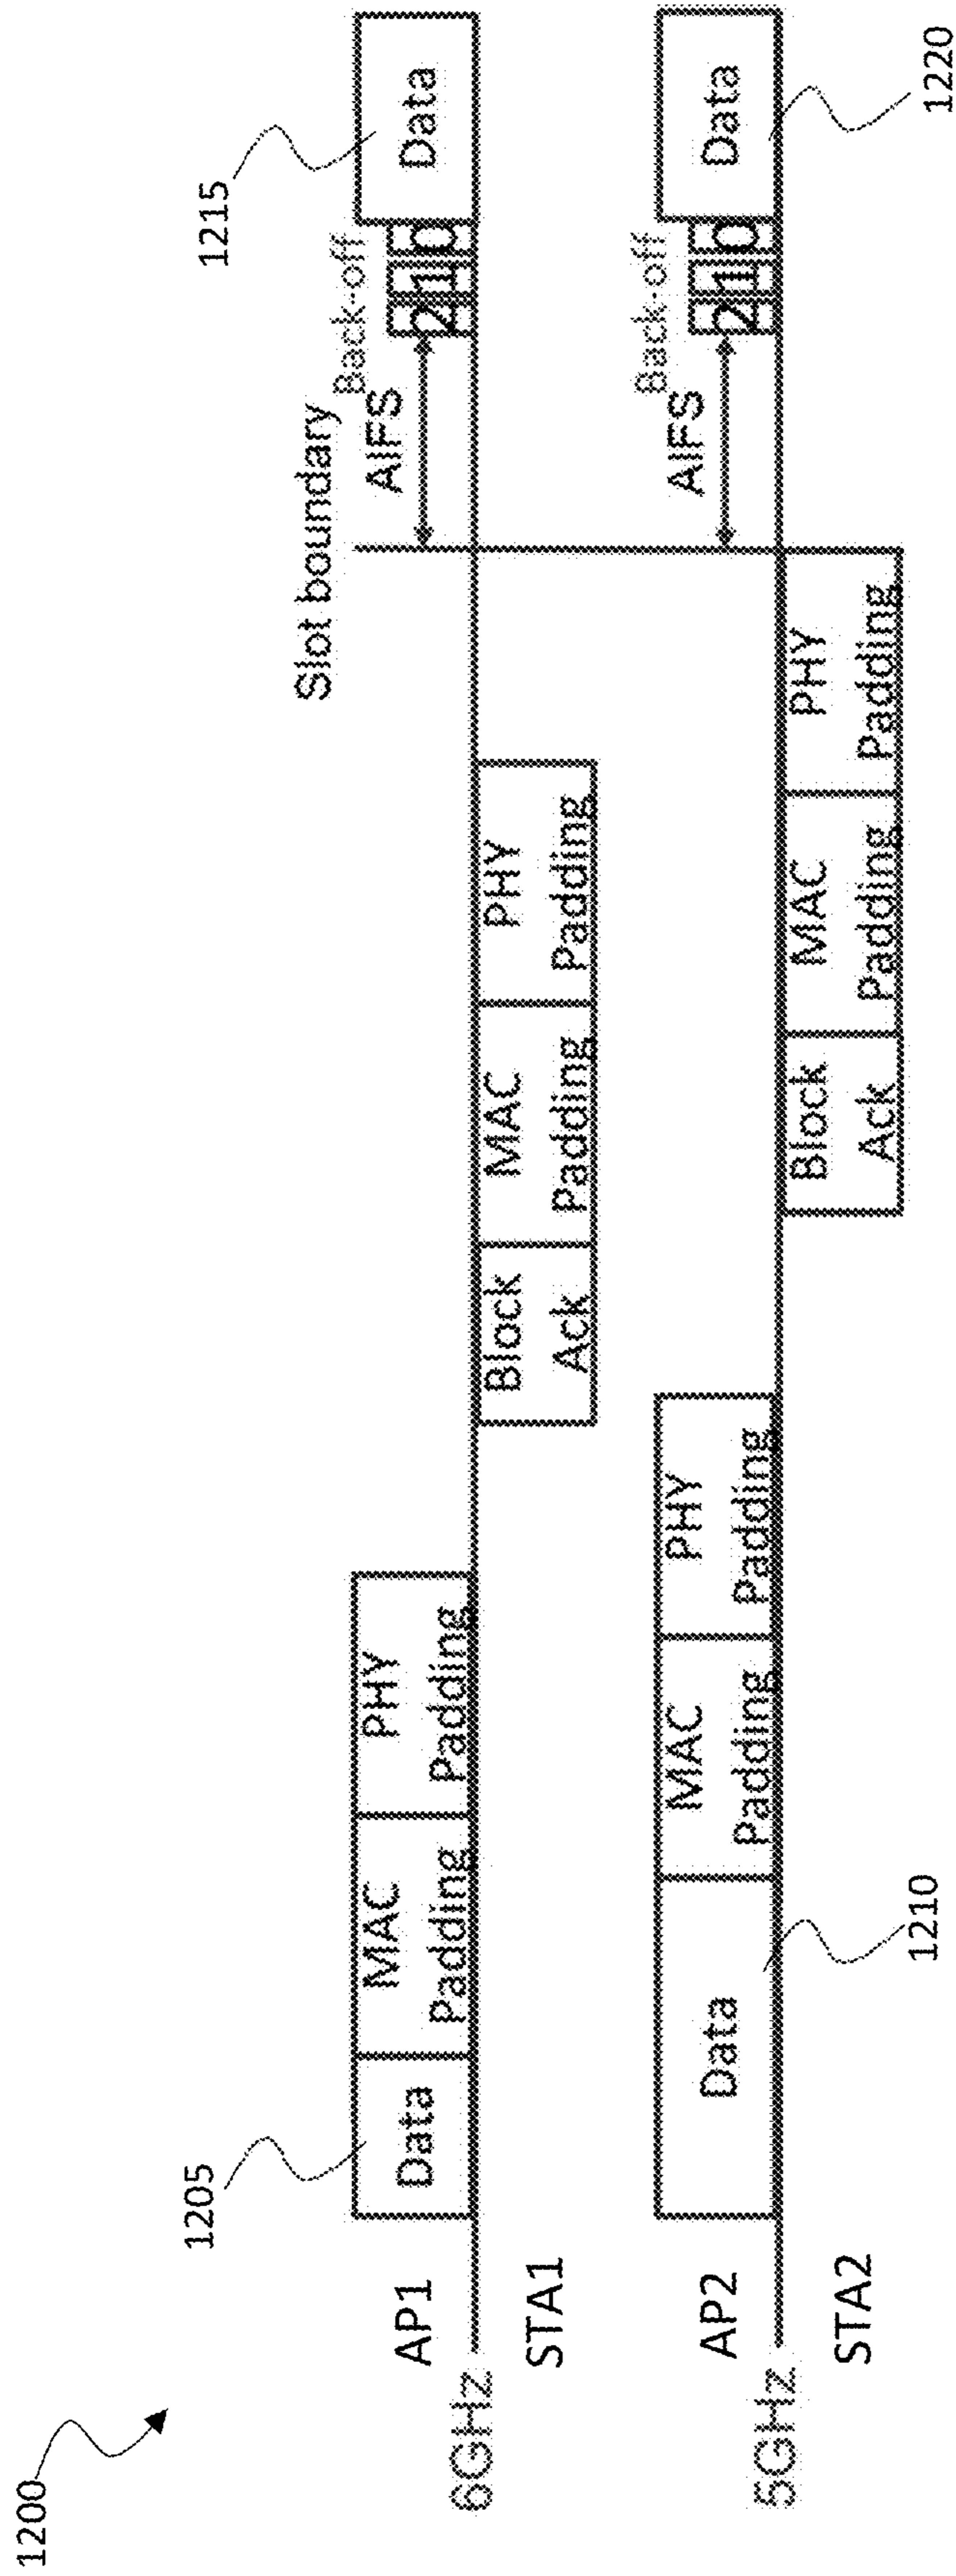 1200
Slot boundary
1205
1215
Back-off
AIFS
AP1
Data
MAC
Padding
PHY
Padding
2 1 0
Data
6GHz
STA1
Block
Ack
MAC
Padding
PHY
Padding
Back-off
AIFS
AP2
Data
MAC
Padding
PHY
Padding
2 1 0
Data
5GHz
STA2
Block
Ack
MAC
Padding
PHY
Padding
1210
1220